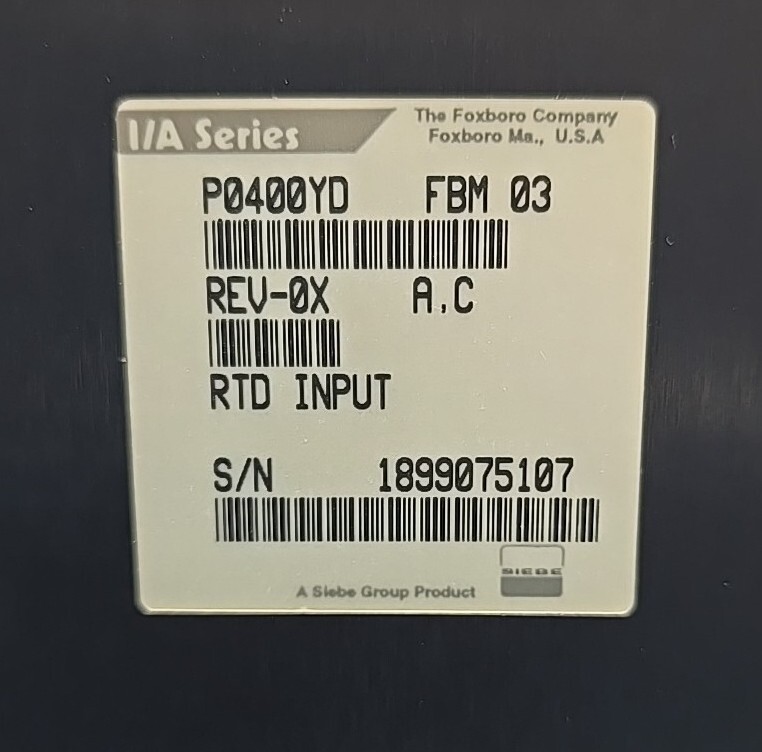 I/A Series
The Foxboro Company
Foxboro Ma., U.S.A
P0400YD FBM 03
REV-0X A,C
RTD INPUT
S/N 1899075107
SIEBE
A Siebe Group Product